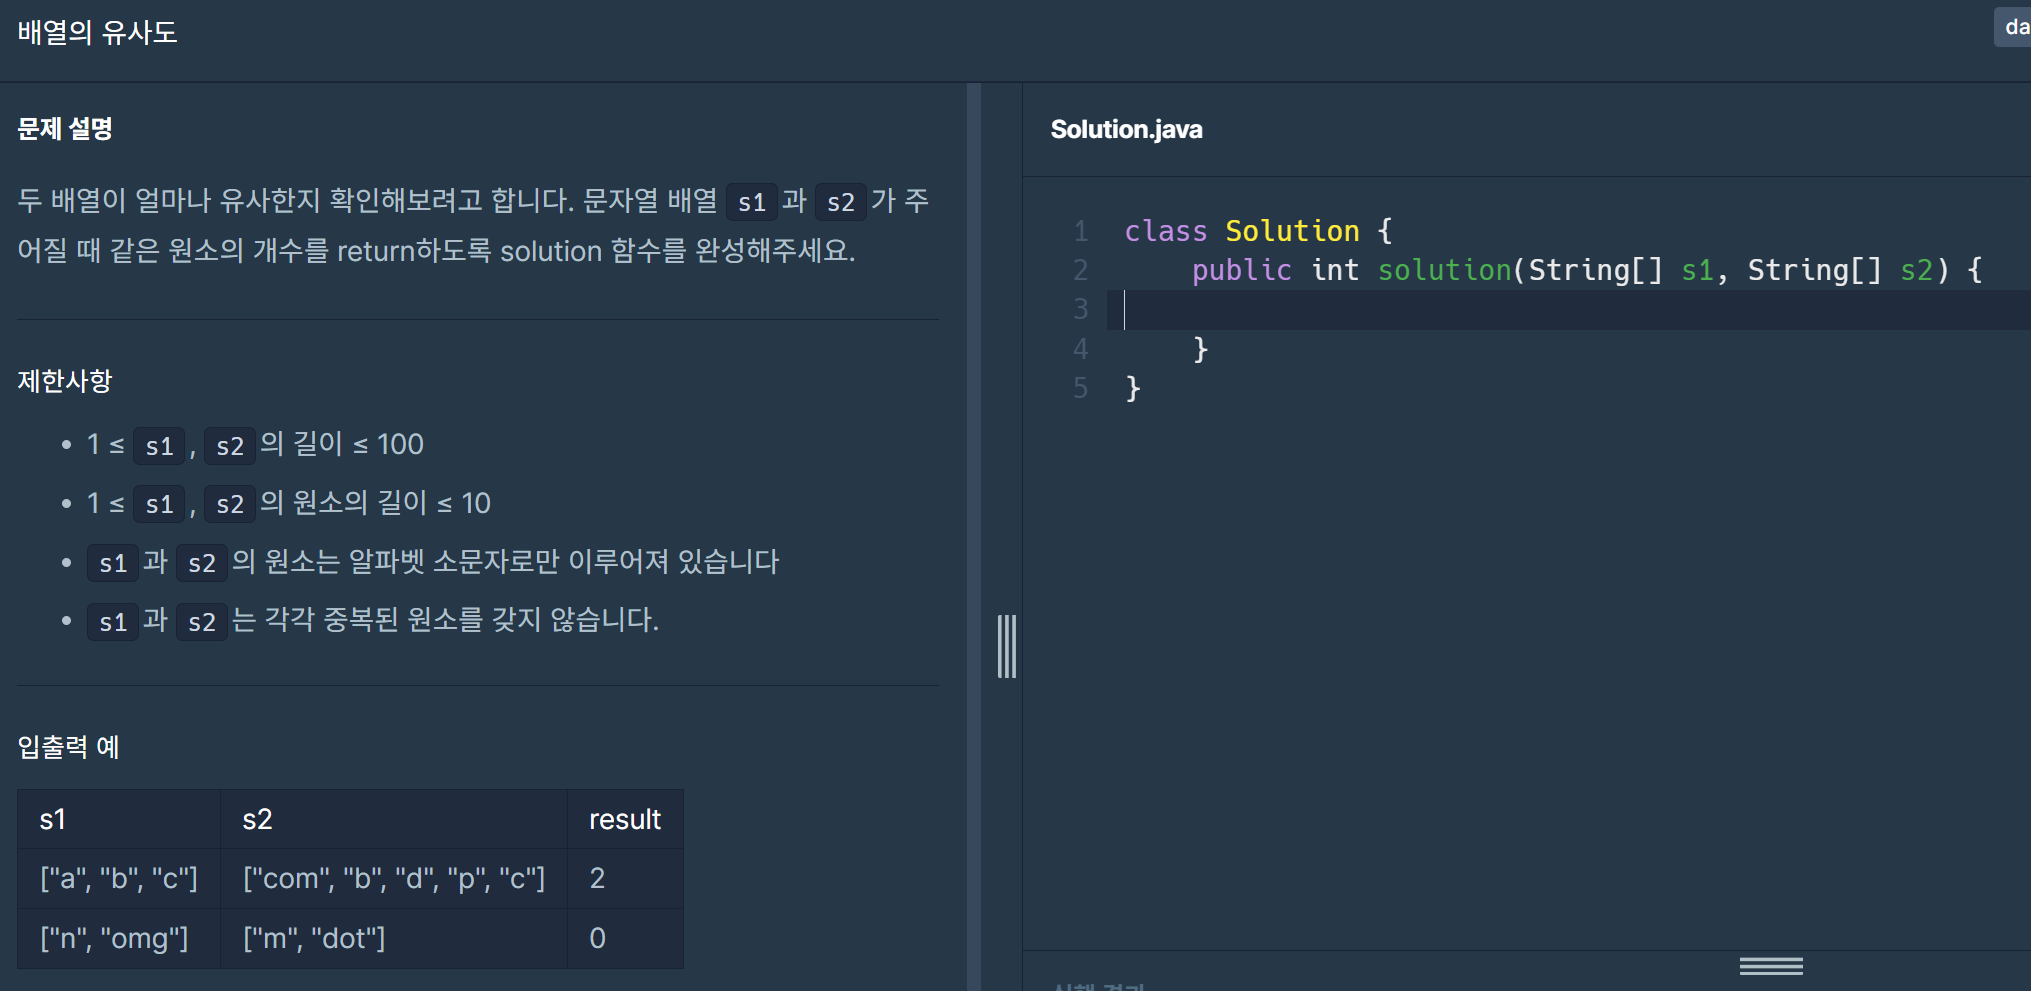 배열의 유사도
da
문제 설명
두 배열이 얼마나 유사한지 확인해보려고 합니다. 문자열 배열 s1 과 s2 가 주
어질 때 같은 원소의 개수를 return하도록 solution 함수를 완성해주세요.
제한사항
• 1 ≤ s1 , s2 의 길이 ≤ 100
• 1 ≤ s1 , s2 의 원소의 길이 ≤ 10
• s1 과 s2 의 원소는 알파벳 소문자로만 이루어져 있습니다
• s1 과 s2 는 각각 중복된 원소를 갖지 않습니다.
입출력 예
s1 s2 result
["a", "b", "c"] ["com", "b", "d", "p", "c"] 2
["n", "omg"] ["m", "dot"] 0
Solution.java
1 class Solution {
2 public int solution(String[] s1, String[] s2) {
3
4 }
5 }